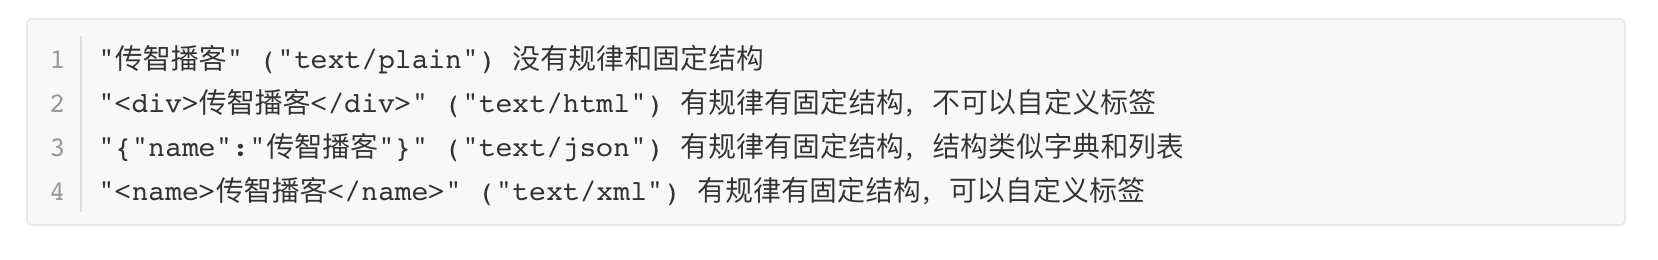 1 "传智播客" ("text/plain") 没有规律和固定结构
2 "<div>传智播客</div>" ("text/html") 有规律有固定结构，不可以自定义标签
3 "{"name":"传智播客"}" ("text/json") 有规律有固定结构，结构类似字典和列表
4 "<name>传智播客</name>" ("text/xml") 有规律有固定结构，可以自定义标签